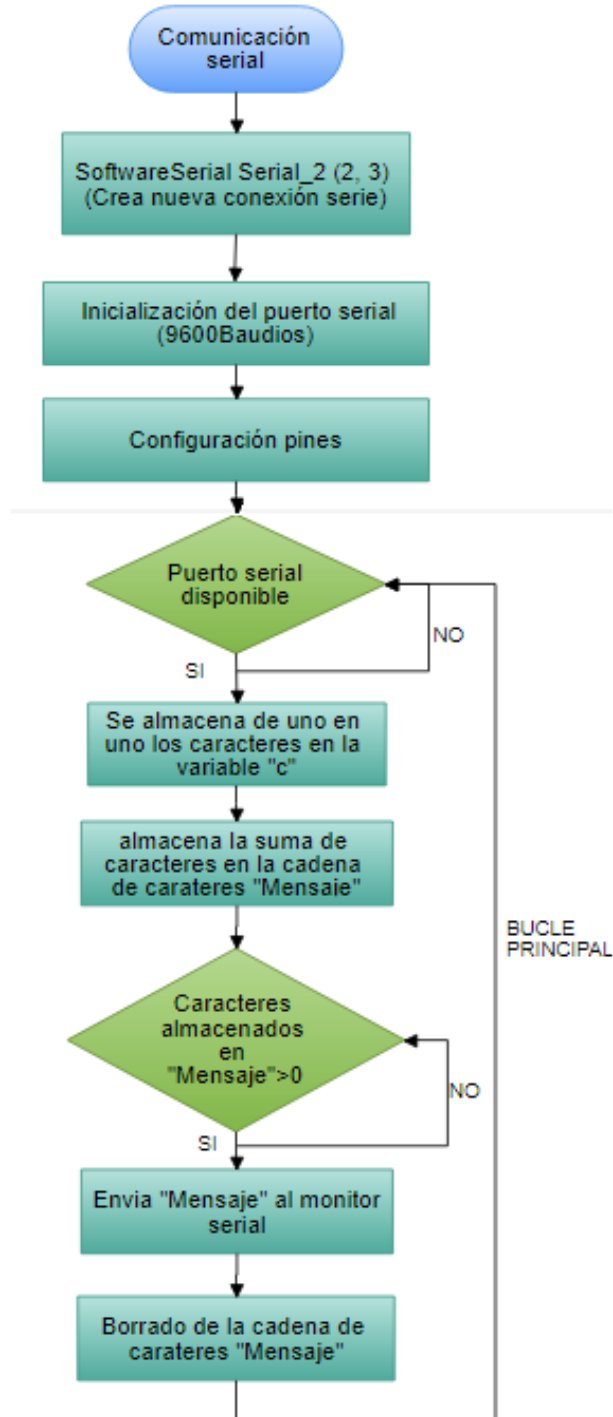 Comunicación
serial
SoftwareSerial Serial_2 (2, 3)
(Crea nueva conexión serie)
Inicialización del puerto serial
(9600Baudios)
Configuración pines
Puerto serial
disponible
NO
SI
Se almacena de uno en
uno los caracteres en la
variable "c"
almacena la suma de
caracteres en la cadena
de carateres "Mensaje"
BUCLE
PRINCIPAL
Caracteres
almacenados
en
"Mensaje">0
NO
SI
Envia "Mensaje" al monitor
serial
Borrado de la cadena de
carateres "Mensaje"